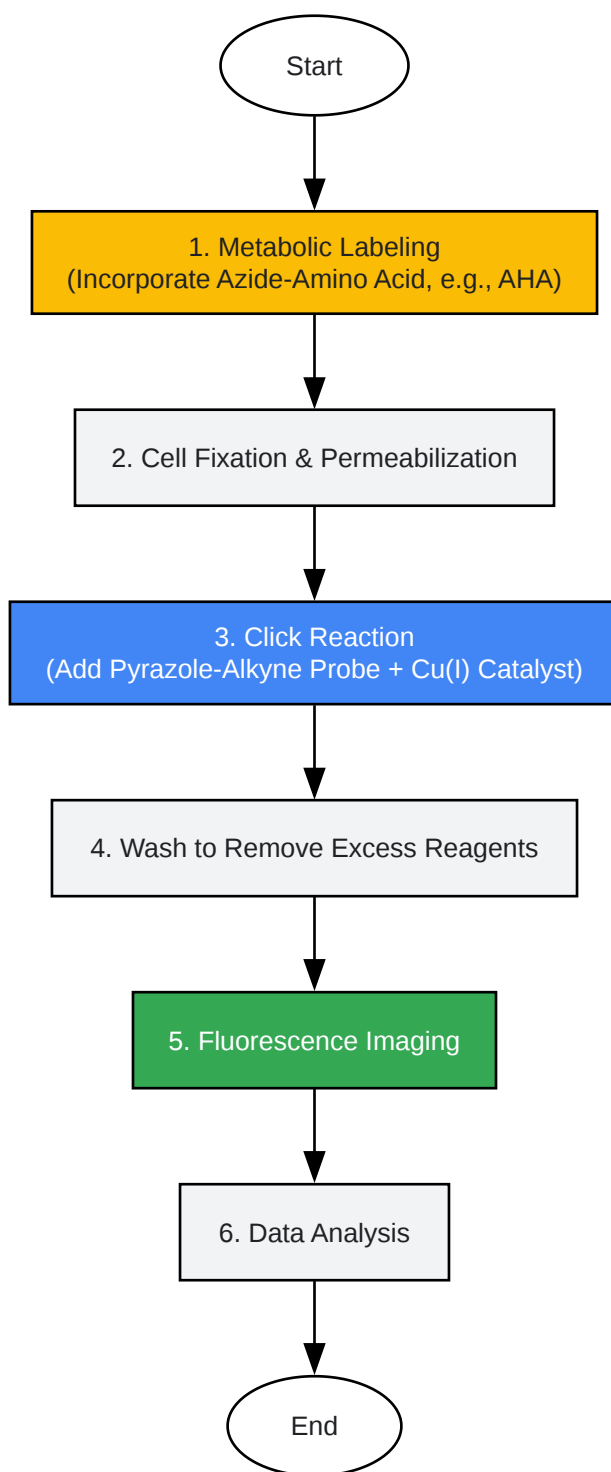 Start
1. Metabolic Labeling
(Incorporate Azide-Amino Acid, e.g., AHA)
2. Cell Fixation & Permeabilization
3. Click Reaction
(Add Pyrazole-Alkyne Probe + Cu(I) Catalyst)
4. Wash to Remove Excess Reagents
5. Fluorescence Imaging
6. Data Analysis
End